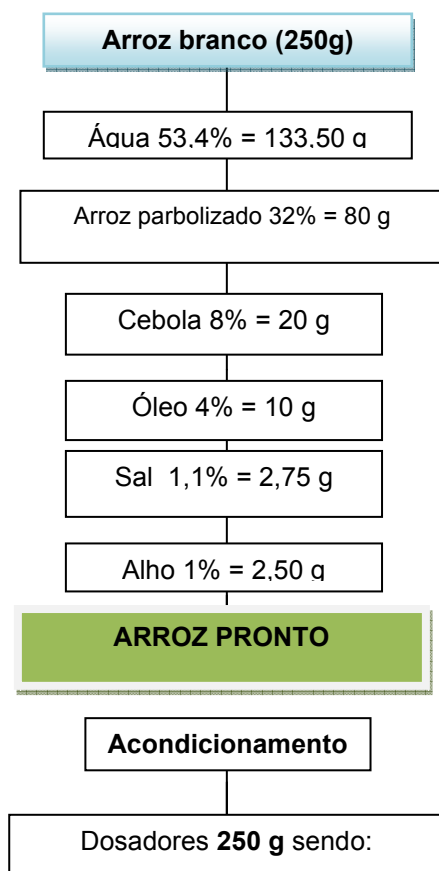 Arroz branco (250g)
Água 53,4% = 133,50 g
Arroz parbolizado 32% = 80 g
Cebola 8% = 20 g
Óleo 4% = 10 g
Sal 1,1% = 2,75 g
Alho 1% = 2,50 g
ARROZ PRONTO
Acondicionamento
Dosadores 250 g sendo: